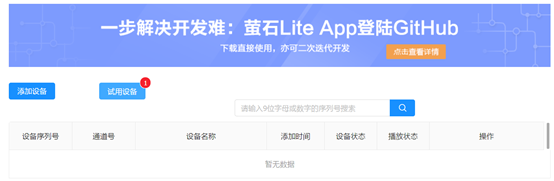 一步解决开发难：萤石Lite App登陆GitHub
下载直接使用，亦可二次迭代开发
点击查看详情
添加设备
试用设备
1
请输入9位字母或数字的序列号搜索
设备序列号 通道号 设备名称 添加时间 设备状态 播放状态 操作
暂无数据